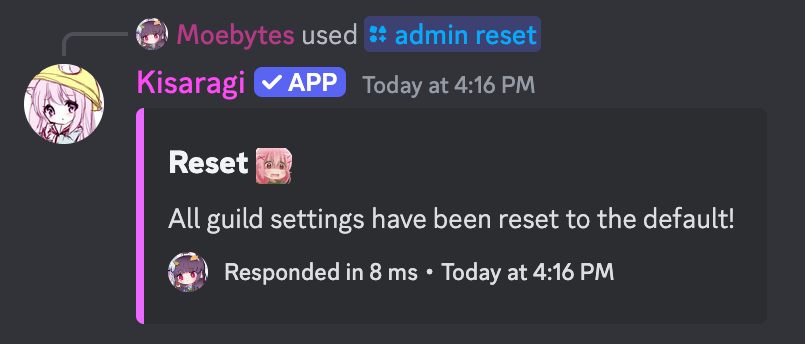 Moebytes used admin reset
Kisaragi ✓ APP Today at 4:16 PM
Reset
All guild settings have been reset to the default!
Responded in 8 ms • Today at 4:16 PM